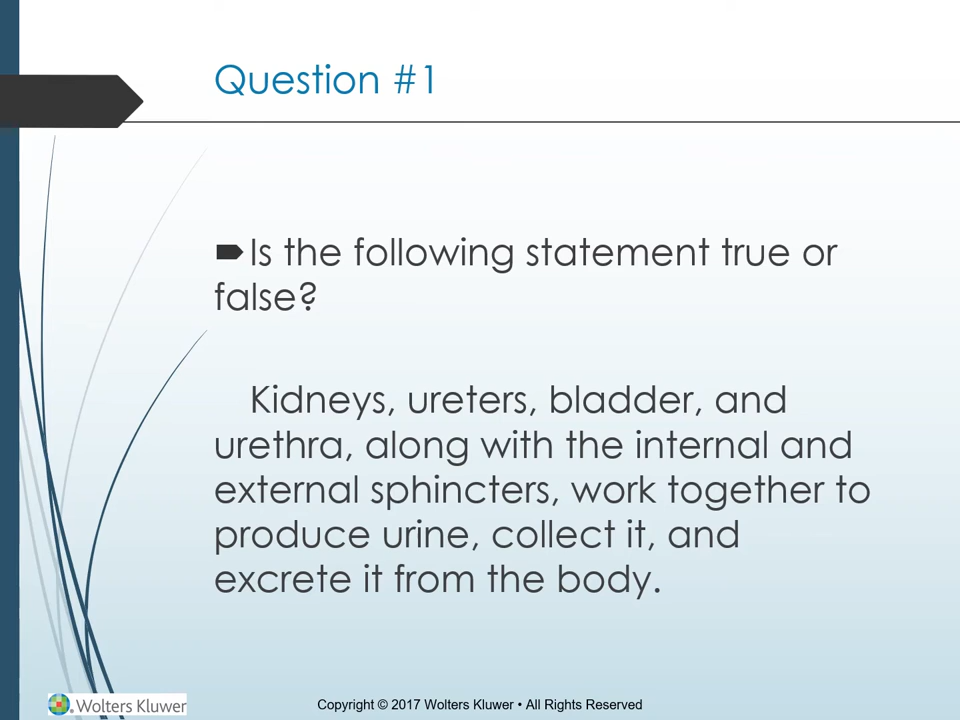 Question #1
Is the following statement true or
false?
Kidneys, ureters, bladder, and
urethra, along with the internal and
external sphincters, work together to
produce urine, collect it, and
excrete it from the body.
Wolters Kluwer
Copyright © 2017 Wolters Kluwer • All Rights Reserved